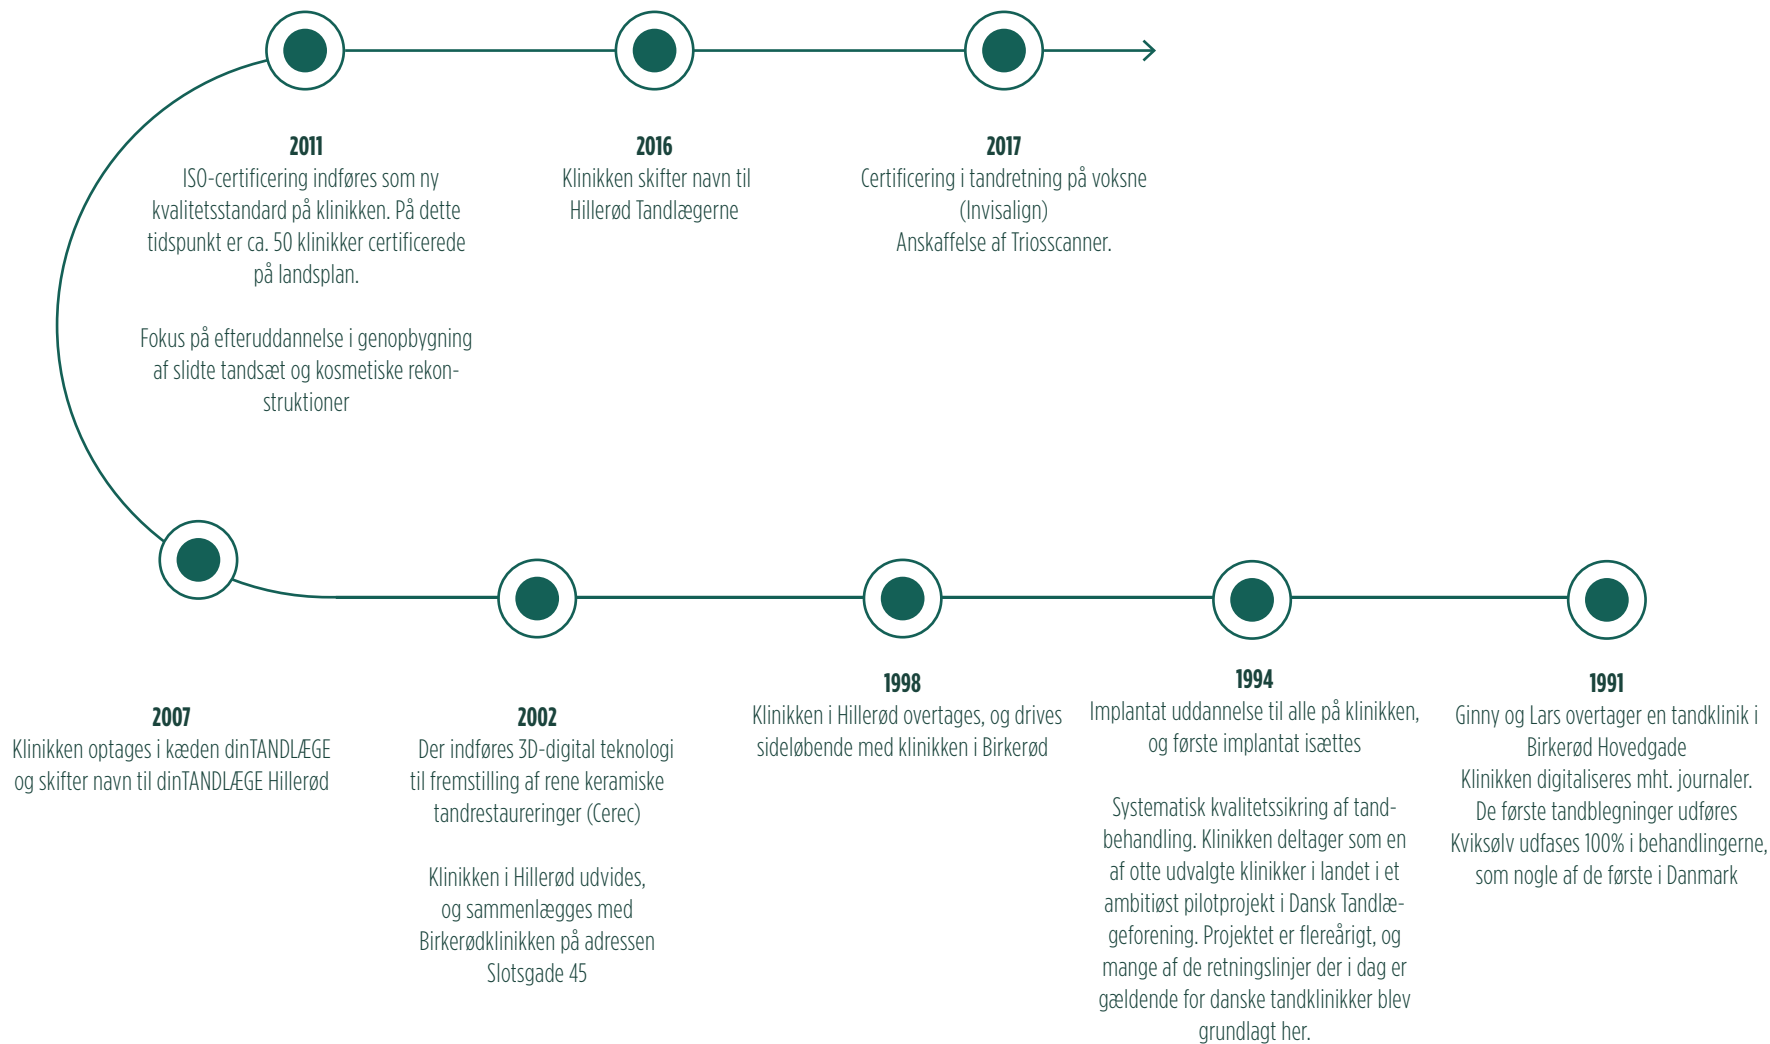 2011
ISO-certificering indføres som ny
kvalitetsstandard på klinikken. På dette
tidspunkt er ca. 50 klinikker certificerede
på landsplan.
Fokus på efteruddannelse i genopbygning
af slidte tandsæt og kosmetiske rekon-
struktioner
2016
Klinikken skifter navn til
Hillerød Tandlægerne
2017
Certificering i tandretning på voksne
(Invisalign)
Anskaffelse af Triosscanner.
2007
Klinikken optages i kæden dinTANDLÆGE
og skifter navn til dinTANDLÆGE Hillerød
2002
Der indføres 3D-digital teknologi
til fremstilling af rene keramiske
tandrestaureringer (Cerec)
Klinikken i Hillerød udvides,
og sammenlægges med
Birkerødklinikken på adressen
Slotsgade 45
1998
Klinikken i Hillerød overtages, og drives
sideløbende med klinikken i Birkerød
1994
Implantat uddannelse til alle på klinikken,
og første implantat isættes
Systematisk kvalitetssikring af tand-
behandling. Klinikken deltager som en
af otte udvalgte klinikker i landet i et
ambitiøst pilotprojekt i Dansk Tandlæ-
geforening. Projektet er flereårigt, og
mange af de retningslinjer der i dag er
gældende for danske tandklinikker blev
grundlagt her.
1991
Ginny og Lars overtager en tandklinik i
Birkerød Hovedgade
Klinikken digitaliseres mht. journaler.
De første tandblegninger udføres
Kviksølv udfases 100% i behandlingerne,
som nogle af de første i Danmark